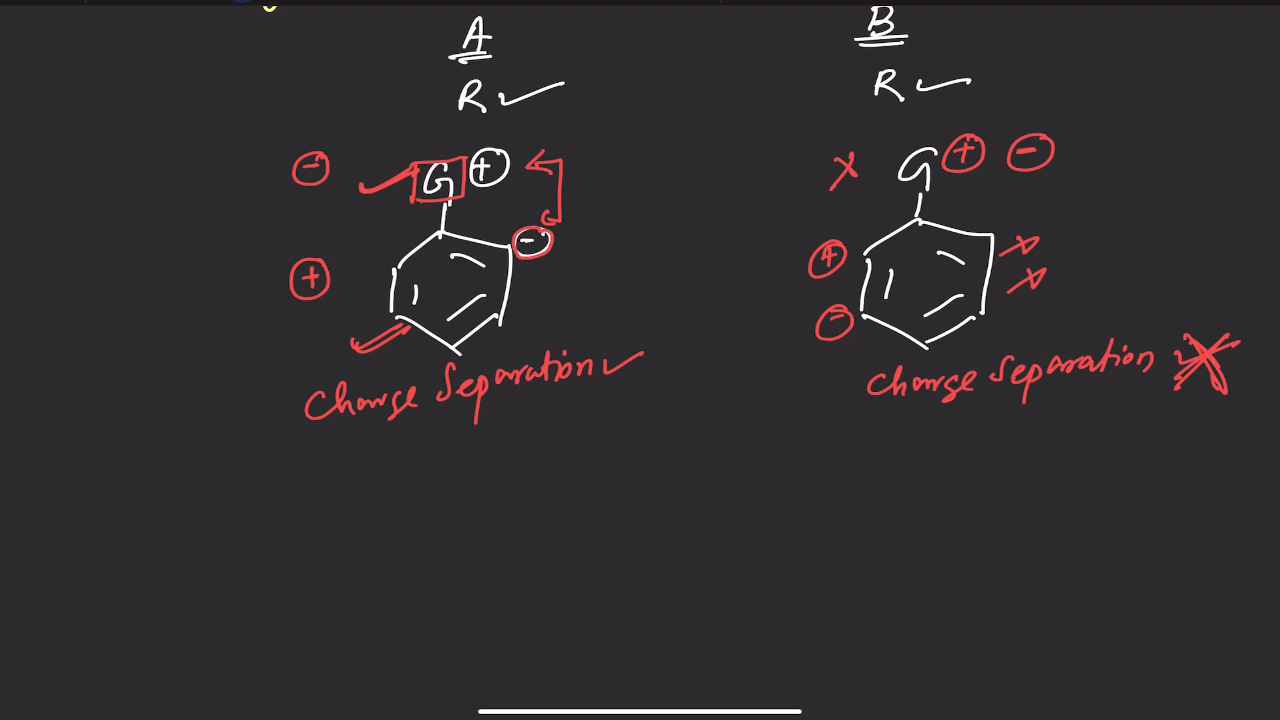 A
B
R ✓
R ✓
⊖ ✓ G ⊕
X G ⊕ ⊖
⊖
⊕
⊕
⊖
Charge Separation ✓
Charge Separation ✗